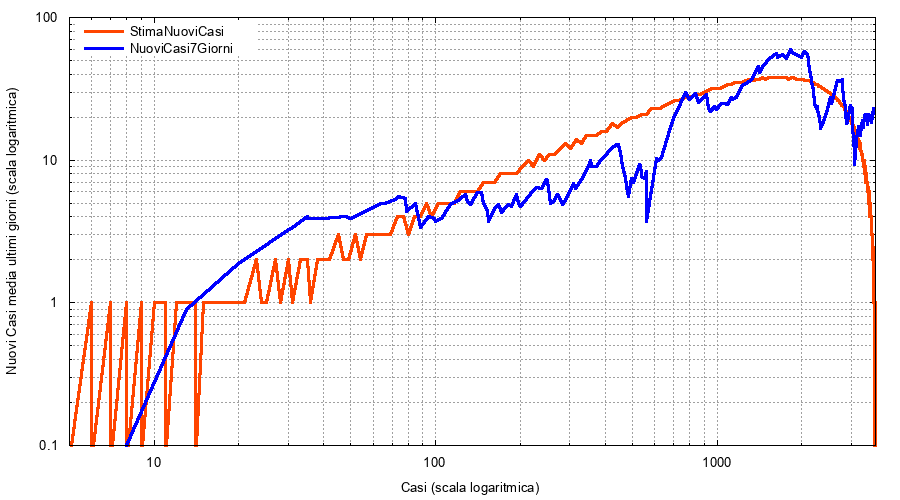 100
StimaNuoviCasi
NuoviCasi7Giorni
10
1
0.1
10
100
1000
Nuovi Casi media ultimi giorni (scala logaritmica)
Casi (scala logaritmica)